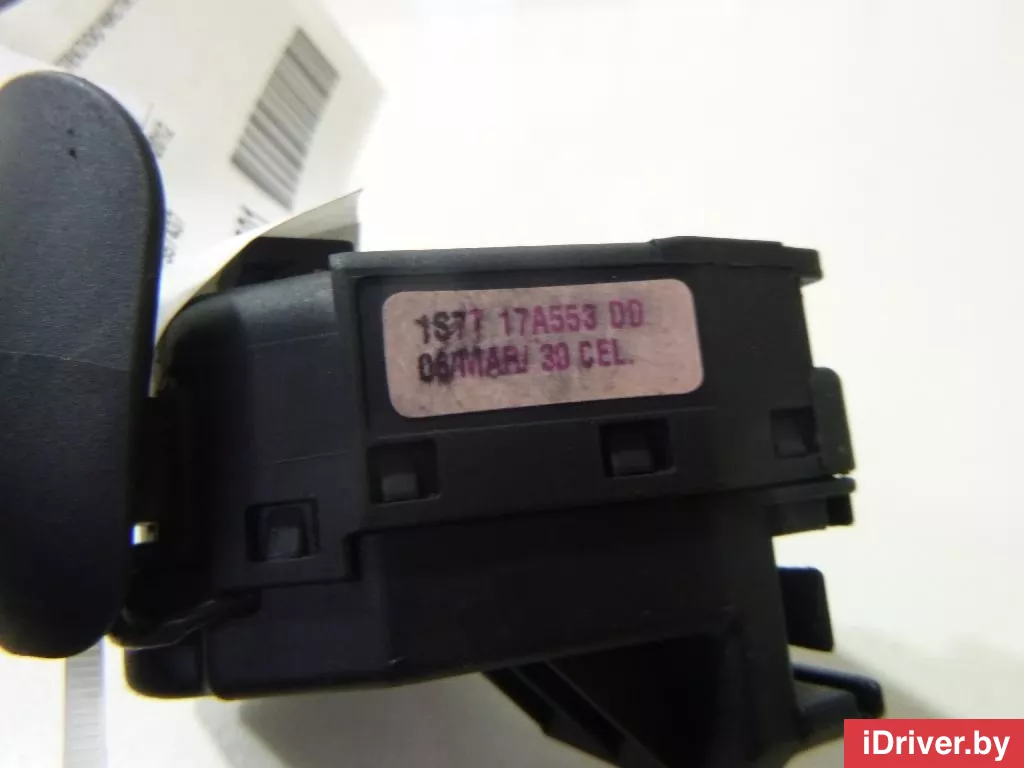 1S7T 17A553 DD
06/MAR/ 30 CEL.
iDriver.by